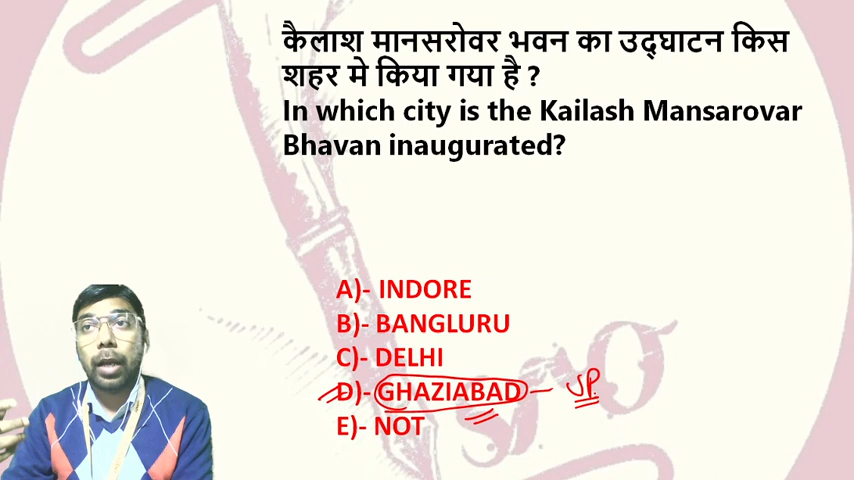 कैलाश मानसरोवर भवन का उद्घाटन किस
शहर मे किया गया है ?
In which city is the Kailash Mansarovar
Bhavan inaugurated?
A)- INDORE
B)- BANGLURU
C)- DELHI
D)- GHAZIABAD - UP.
E)- NOT